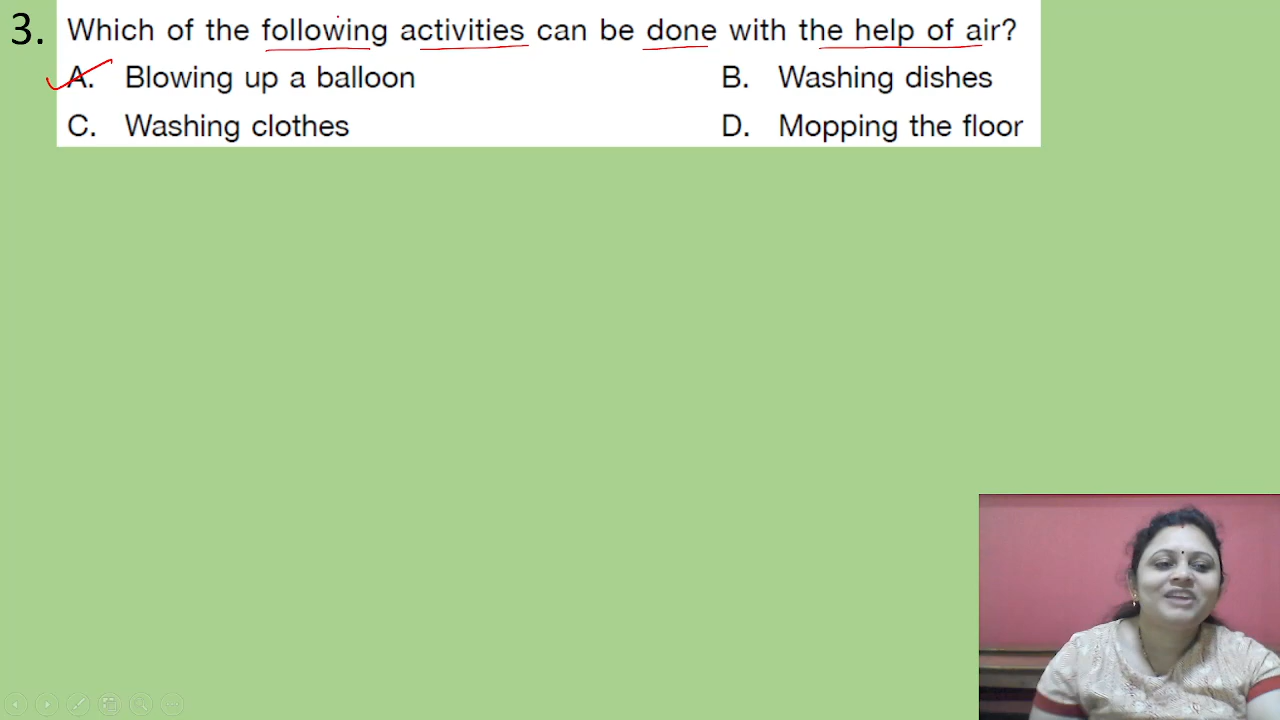 3. Which of the following activities can be done with the help of air?
A. Blowing up a balloon B. Washing dishes
C. Washing clothes D. Mopping the floor